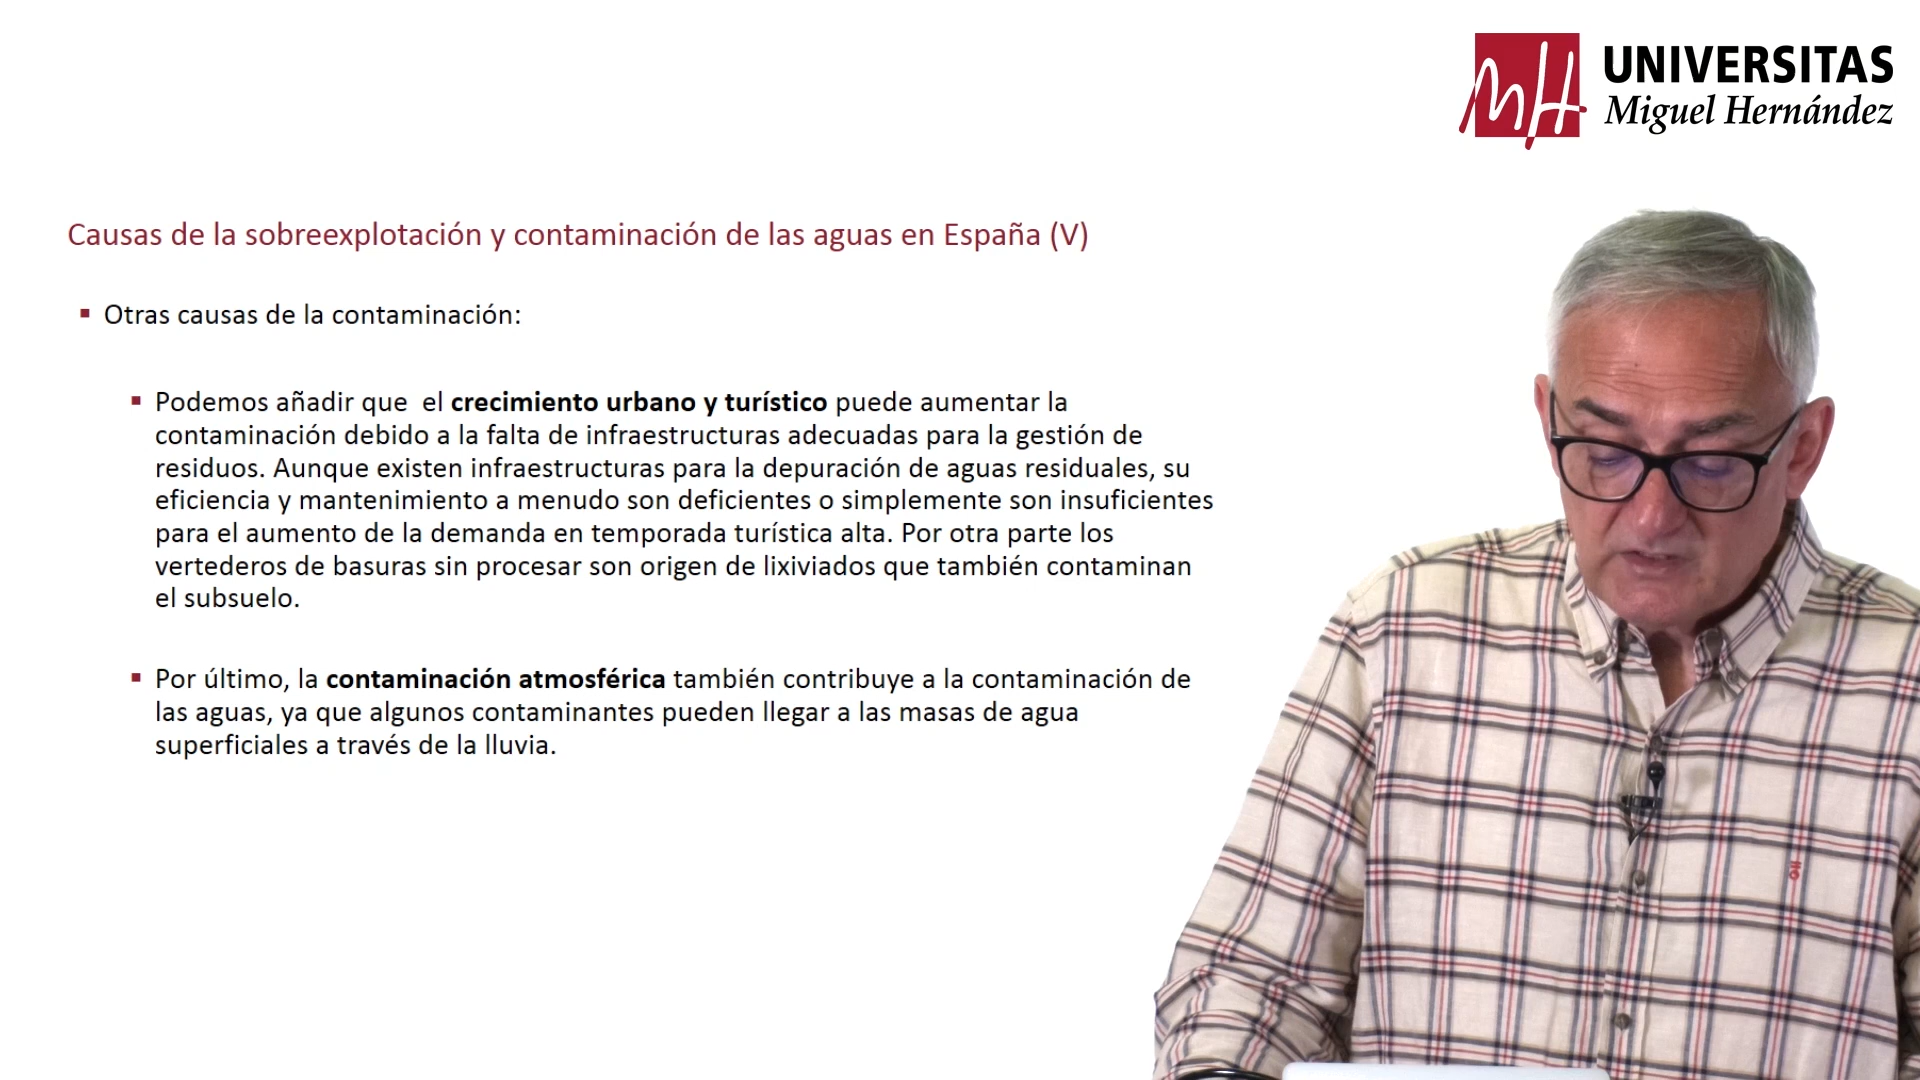 UNIVERSITAS
Miguel Hernández
Causas de la sobreexplotación y contaminación de las aguas en España (V)
Otras causas de la contaminación:
Podemos añadir que el crecimiento urbano y turístico puede aumentar la
contaminación debido a la falta de infraestructuras adecuadas para la gestión de
residuos. Aunque existen infraestructuras para la depuración de aguas residuales, su
eficiencia y mantenimiento a menudo son deficientes o simplemente son insuficientes
para el aumento de la demanda en temporada turística alta. Por otra parte los
vertederos de basuras sin procesar son origen de lixiviados que también contaminan
el subsuelo.
Por último, la contaminación atmosférica también contribuye a la contaminación de
las aguas, ya que algunos contaminantes pueden llegar a las masas de agua
superficiales a través de la lluvia.